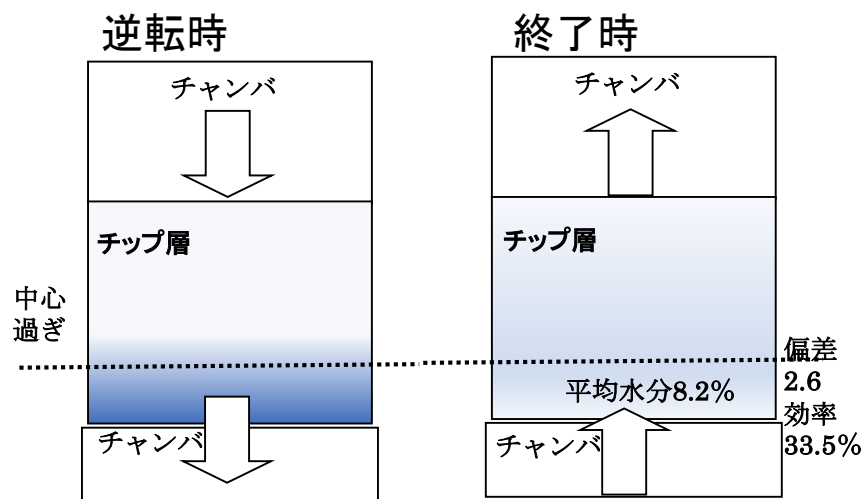 逆転時
終了時
チャンバ
チャンバ
チップ層
チップ層
中心
過ぎ
偏差
2.6
効率
33.5%
平均水分8.2%
チャンバ
チャンバ